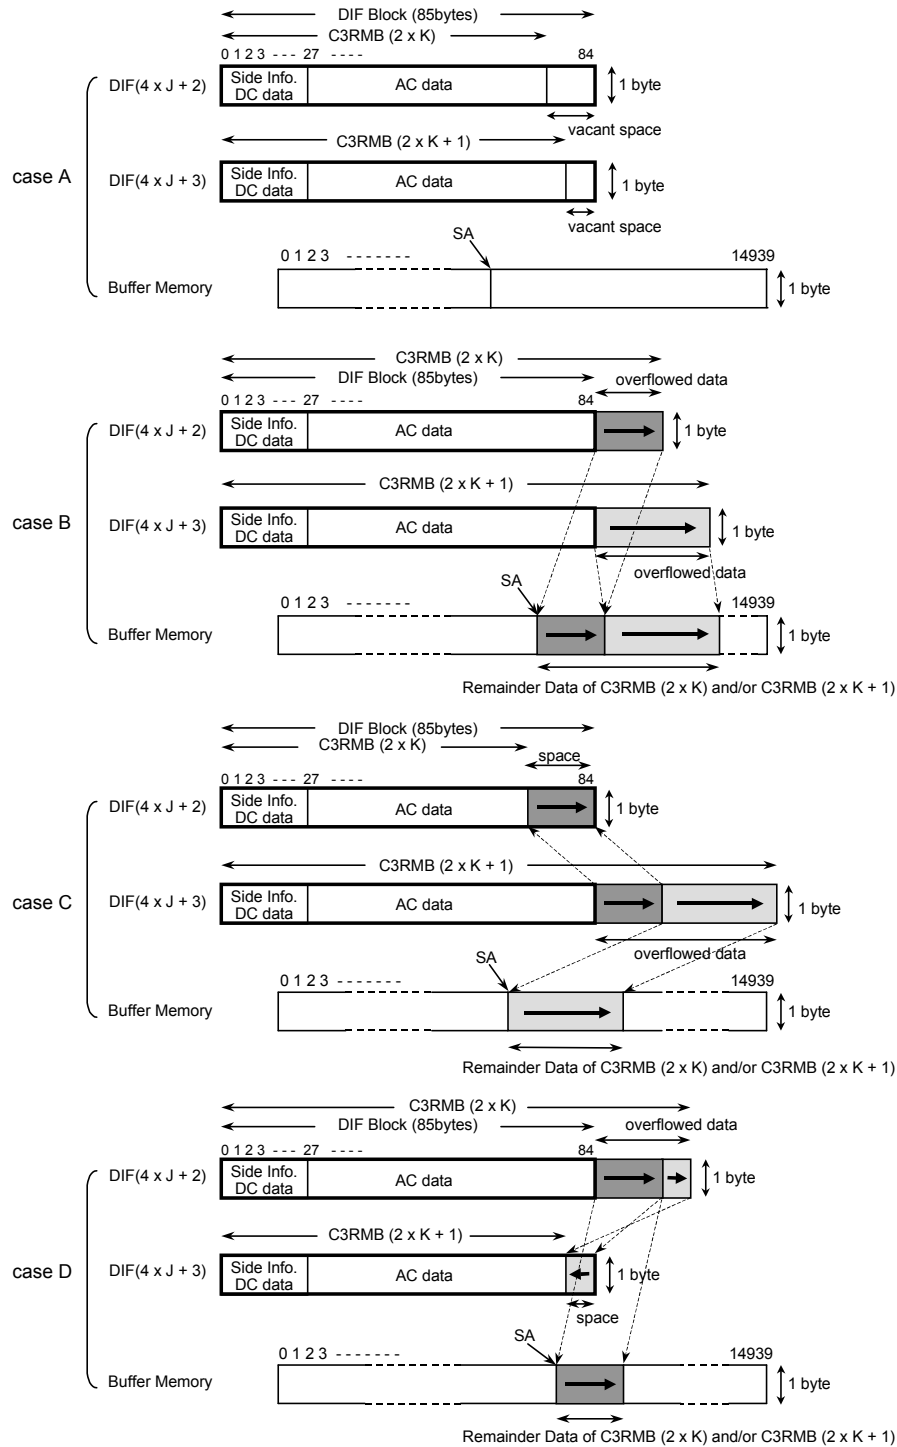 DIF Block (85bytes)
C3RMB (2 x K)
0 1 2 3 - - - 27 - - - - 84
case A
DIF(4 x J + 2)
Side Info.
DC data
AC data
1 byte
vacant space
C3RMB (2 x K + 1)
DIF(4 x J + 3)
Side Info.
DC data
AC data
1 byte
vacant space
SA
0 1 2 3 - - - - - - - 14939
Buffer Memory
1 byte
C3RMB (2 x K)
DIF Block (85bytes)
overflowed data
0 1 2 3 - - - 27 - - - - 84
case B
DIF(4 x J + 2)
Side Info.
DC data
AC data
1 byte
C3RMB (2 x K + 1)
DIF(4 x J + 3)
Side Info.
DC data
AC data
1 byte
overflowed data
SA
0 1 2 3 - - - - - - - 14939
Buffer Memory
1 byte
Remainder Data of C3RMB (2 x K) and/or C3RMB (2 x K + 1)
DIF Block (85bytes)
C3RMB (2 x K)
space
0 1 2 3 - - - 27 - - - - 84
case C
DIF(4 x J + 2)
Side Info.
DC data
AC data
1 byte
C3RMB (2 x K + 1)
DIF(4 x J + 3)
Side Info.
DC data
AC data
1 byte
overflowed data
SA
0 1 2 3 - - - - - - - 14939
Buffer Memory
1 byte
Remainder Data of C3RMB (2 x K) and/or C3RMB (2 x K + 1)
C3RMB (2 x K)
DIF Block (85bytes)
overflowed data
0 1 2 3 - - - 27 - - - - 84
case D
DIF(4 x J + 2)
Side Info.
DC data
AC data
1 byte
C3RMB (2 x K + 1)
DIF(4 x J + 3)
Side Info.
DC data
AC data
1 byte
space
SA
0 1 2 3 - - - - - - - 14939
Buffer Memory
1 byte
Remainder Data of C3RMB (2 x K) and/or C3RMB (2 x K + 1)